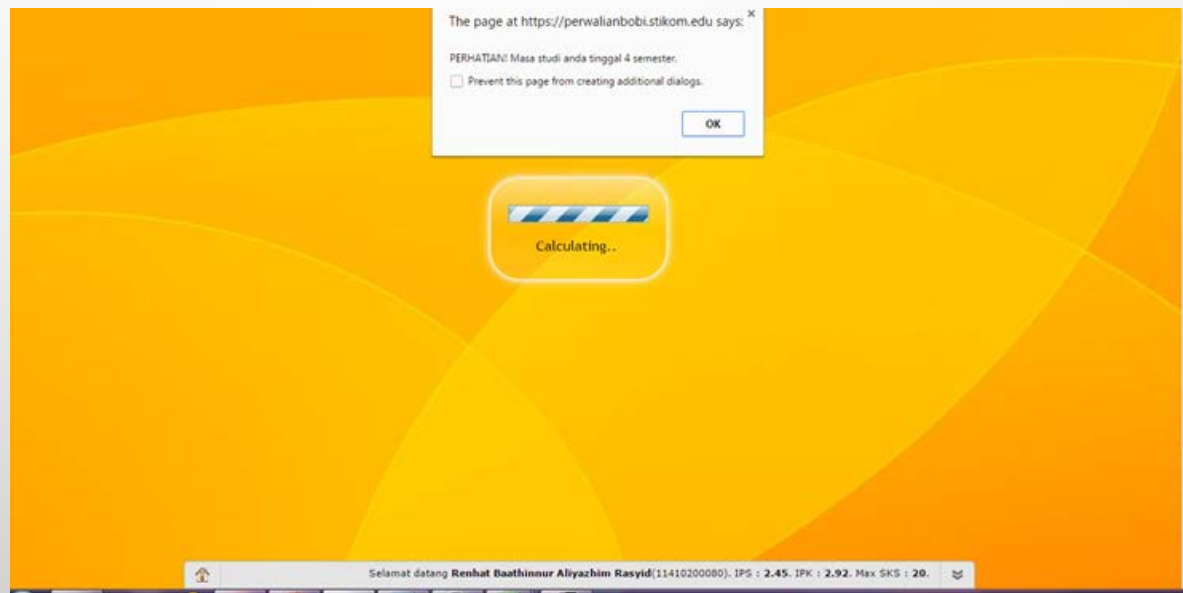 The page at https://perwalianbobi.stikom.edu says:
PERHATIAN! Masa studi anda tinggal 4 semester.
Prevent this page from creating additional dialogs.
OK
Calculating..
Selamat datang Renhat Baathinnur Aliyazhim Rasyid(11410200080). IPS : 2.45. IPK : 2.92. Max SKS : 20.